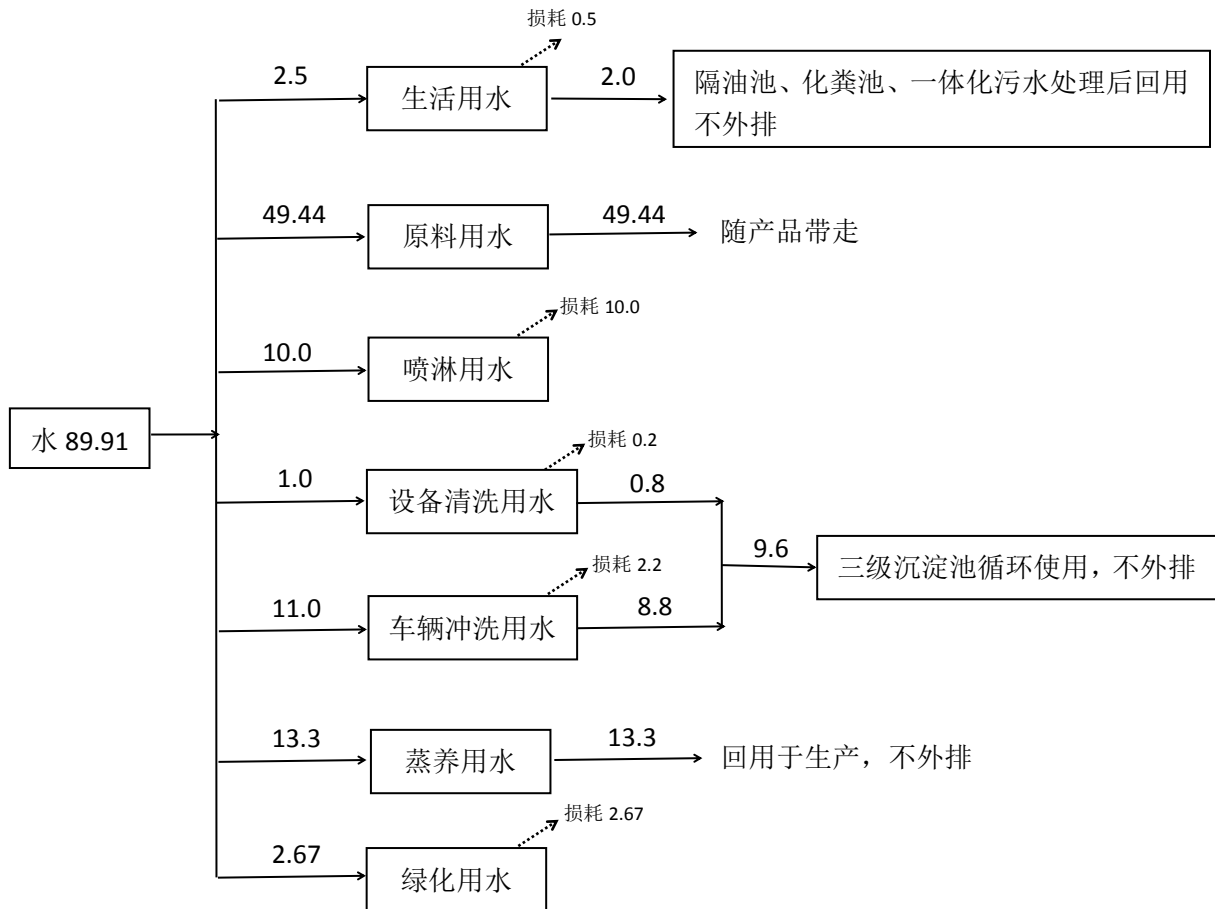 损耗 0.5
2.5
生活用水
2.0
隔油池、化粪池、一体化污水处理后回用
不外排
49.44
原料用水
49.44
随产品带走
损耗 10.0
10.0
喷淋用水
水 89.91
损耗 0.2
1.0
设备清洗用水
0.8
9.6
三级沉淀池循环使用，不外排
损耗 2.2
11.0
车辆冲洗用水
8.8
13.3
蒸养用水
13.3
回用于生产，不外排
损耗 2.67
2.67
绿化用水